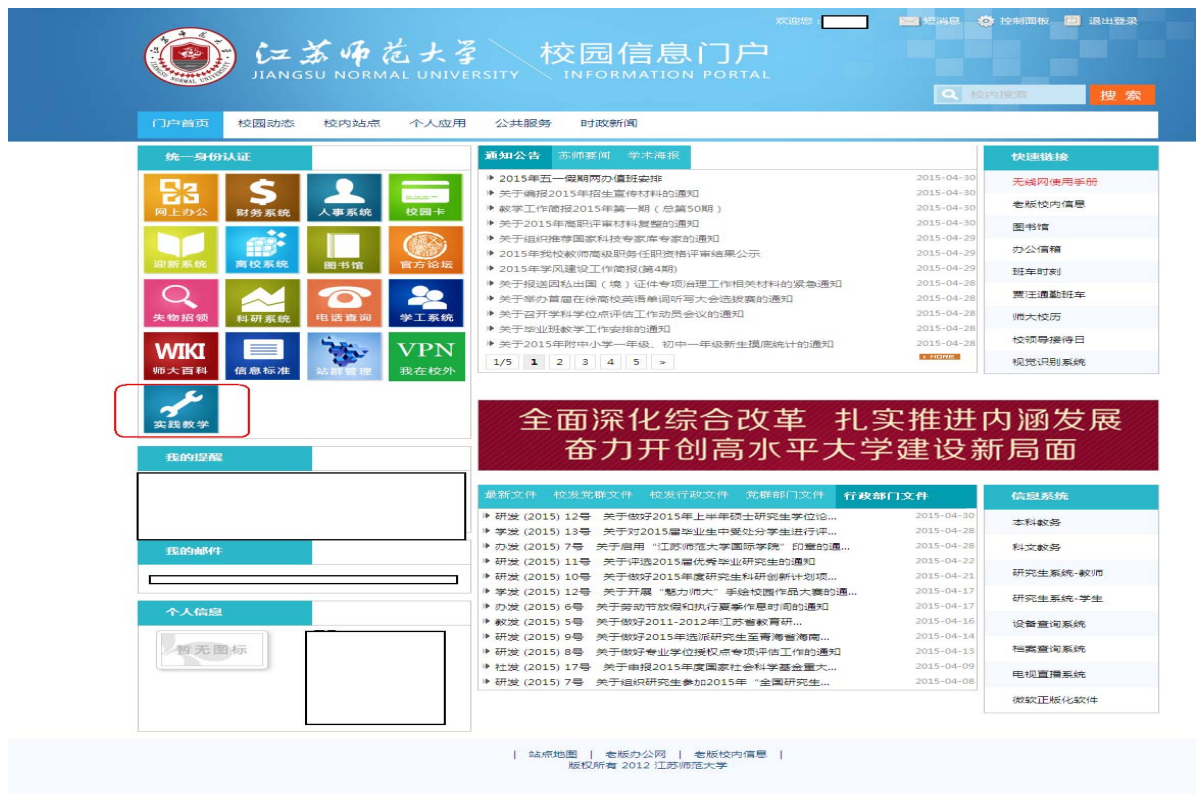 欢迎您： 短消息 控制面板 退出登录
江苏师范大学 校园信息门户
JIANGSU NORMAL UNIVERSITY INFORMATION PORTAL
校内搜索 搜 索
门户首页 校园动态 校内站点 个人应用 公共服务 时政新闻
统一身份认证
网上办公 财务系统 人事系统 校园卡
迎新系统 离校系统 图书馆 官方论坛
失物招领 科研系统 电话查询 学工系统
WIKI VPN
师大百科 信息标准 站群管理 我在校外
实践教学
我的提醒
我的邮件
个人信息
暂无图标
通知公告 苏师要闻 学术海报
2015年五一假期两办值班安排 2015-04-30
关于编报2015年招生宣传材料的通知 2015-04-30
教学工作简报2015年第一期（总第50期） 2015-04-30
关于2015年高职评审材料复整的通知 2015-04-30
关于组织推荐国家科技专家库专家的通知 2015-04-29
2015年我校教师高级职务任职资格评审结果公示 2015-04-29
2015年学风建设工作简报(第4期) 2015-04-29
关于报送因私出国（境）证件专项治理工作相关材料的紧急通知 2015-04-28
关于举办首届在徐高校英语单词听写大会选拔赛的通知 2015-04-28
关于召开学科学位点评估工作动员会议的通知 2015-04-28
关于毕业班教学工作安排的通知 2015-04-28
关于2015年附中小学一年级、初中一年级新生摸底统计的通知 2015-04-28
1/5 1 2 3 4 5 > HOME
快速链接
无线网使用手册
老版校内信息
图书馆
办公信箱
班车时刻
贾汪通勤班车
师大校历
校领导接待日
视觉识别系统
全面深化综合改革 扎实推进内涵发展
奋力开创高水平大学建设新局面
最新文件 校发党群文件 校发行政文件 党群部门文件 行政部门文件
研发 (2015) 12号 关于做好2015年上半年硕士研究生学位论... 2015-04-30
学发 (2015) 13号 关于对2015届毕业生中受处分学生进行评... 2015-04-28
办发 (2015) 7号 关于启用“江苏师范大学国际学院”印章的通... 2015-04-28
研发 (2015) 11号 关于评选2015届优秀毕业研究生的通知 2015-04-22
研发 (2015) 10号 关于做好2015年度研究生科研创新计划项... 2015-04-21
学发 (2015) 12号 关于开展“魅力师大”手绘校园作品大赛的通... 2015-04-17
办发 (2015) 6号 关于劳动节放假和执行夏季作息时间的通知 2015-04-17
教发 (2015) 5号 关于做好2011-2012年江苏省教育研... 2015-04-16
研发 (2015) 9号 关于做好2015年选派研究生至青海省海南... 2015-04-14
研发 (2015) 8号 关于做好专业学位授权点专项评估工作的通知 2015-04-13
社发 (2015) 17号 关于申报2015年度国家社会科学基金重大... 2015-04-09
研发 (2015) 7号 关于组织研究生参加2015年“全国研究生... 2015-04-08
信息系统
本科教务
科文教务
研究生系统-教师
研究生系统-学生
设备查询系统
档案查询系统
电视直播系统
微软正版化软件
| 站点地图 | 老版办公网 | 老版校内信息 |
版权所有 2012 江苏师范大学